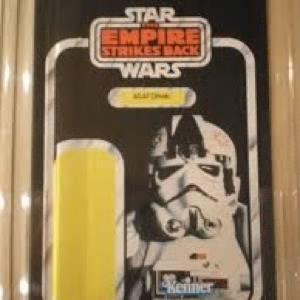 STAR
THE
EMPIRE
STRIKES BACK
WARS
AT-AT Driver
Kenner